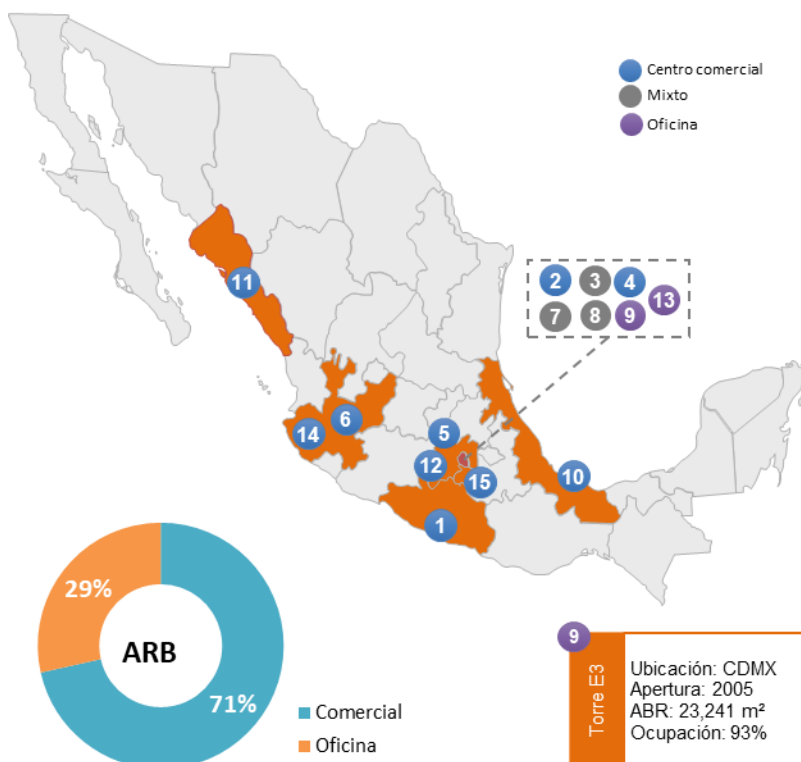 Centro comercial
Mixto
Oficina
11
2 3 4 13
7 8 9
6
14
5
12
15
10
1
29%
ARB
71%
Comercial
Oficina
9
Torre E3
Ubicación: CDMX
Apertura: 2005
ABR: 23,241 m²
Ocupación: 93%